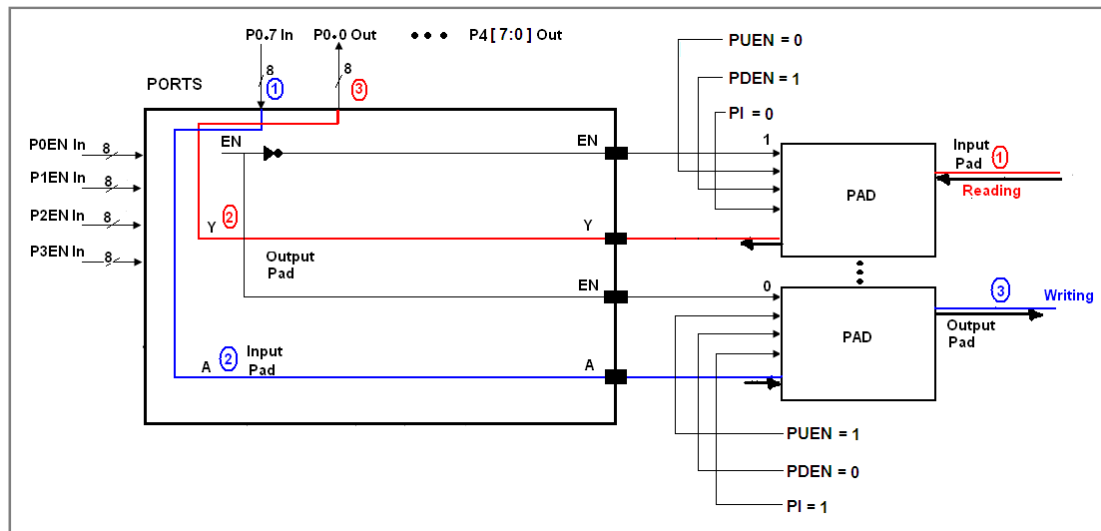 P0.7 In
P0.0 Out
P4 [ 7:0 ] Out
8
1
8
3
PORTS
P0EN In
8
P1EN In
8
P2EN In
8
P3EN In
8
EN
EN
Y
2
Y
Output
Pad
EN
A
2
Input
Pad
A
PUEN = 0
PDEN = 1
PI = 0
1
PAD
Input
Pad
1
Reading
0
PAD
3
Writing
Output
Pad
PUEN = 1
PDEN = 0
PI = 1